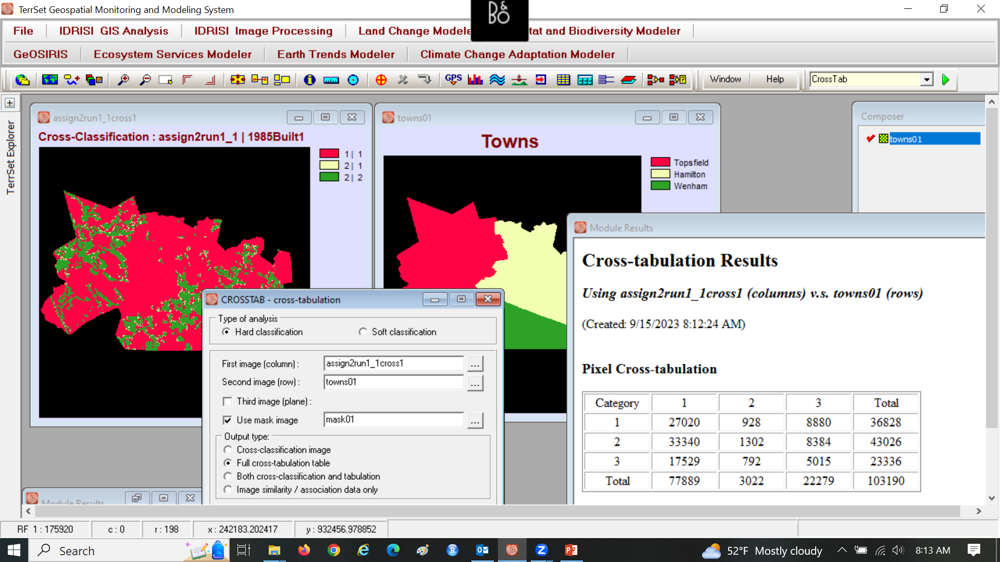 TerrSet Geospatial Monitoring and Modeling System
B&O
File IDRISI GIS Analysis IDRISI Image Processing Land Change Modele tat and Biodiversity Modeler
GeOSIRIS Ecosystem Services Modeler Earth Trends Modeler Climate Change Adaptation Modeler
GPS Window Help CrossTab
TerrSet Explorer
assign2run1_1cross1
Cross-Classification : assign2run1_1 | 1985Built1
1 | 1
2 | 1
2 | 2
towns01
Towns
Topsfield
Hamilton
Wenham
Composer
towns01
CROSSTAB - cross-tabulation
Type of analysis
Hard classification Soft classification
First image (column) : assign2run1_1cross1 ...
Second image (row) : towns01 ...
Third image (plane) :
Use mask image mask01 ...
Output type:
Cross-classification image
Full cross-tabulation table
Both cross-classification and tabulation
Image similarity / association data only
Module Results
Cross-tabulation Results
Using assign2run1_1cross1 (columns) v.s. towns01 (rows)
(Created: 9/15/2023 8:12:24 AM)
Pixel Cross-tabulation
Category 1 2 3 Total
1 27020 928 8880 36828
2 33340 1302 8384 43026
3 17529 792 5015 23336
Total 77889 3022 22279 103190
Module Results
RF 1 : 175920 c : 0 r : 198 x : 242183.202417 y : 932456.978852
Search 52°F Mostly cloudy 8:13 AM